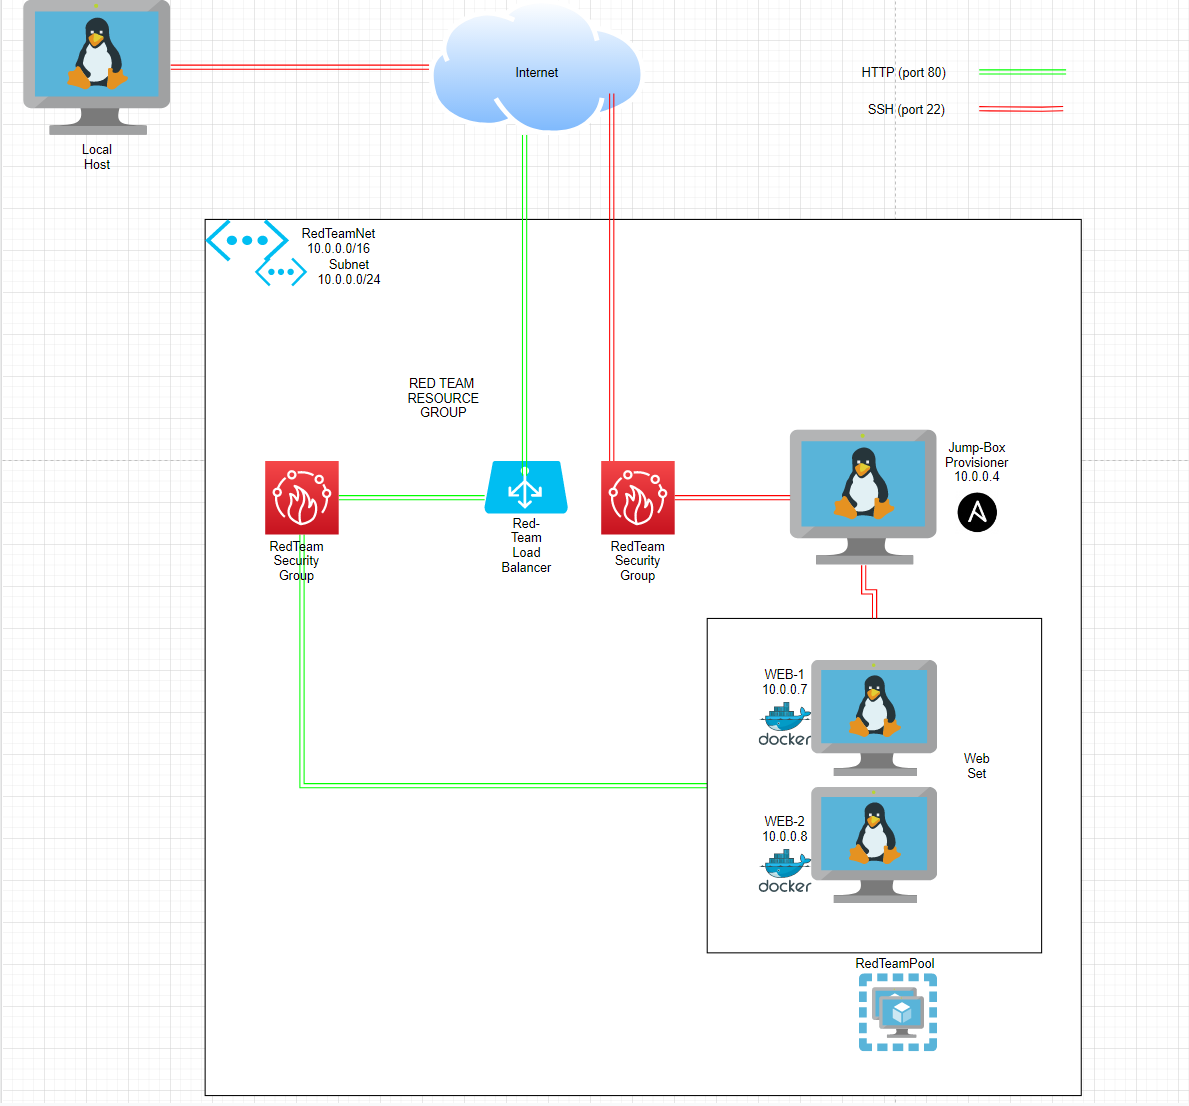 Internet
HTTP (port 80)
SSH (port 22)
Local
Host
RedTeamNet
10.0.0.0/16
Subnet
10.0.0.0/24
RED TEAM
RESOURCE
GROUP
Jump-Box
Provisioner
10.0.0.4
RedTeam
Security
Group
Red-
Team
Load
Balancer
RedTeam
Security
Group
WEB-1
10.0.0.7
docker
Web
Set
WEB-2
10.0.0.8
docker
RedTeamPool